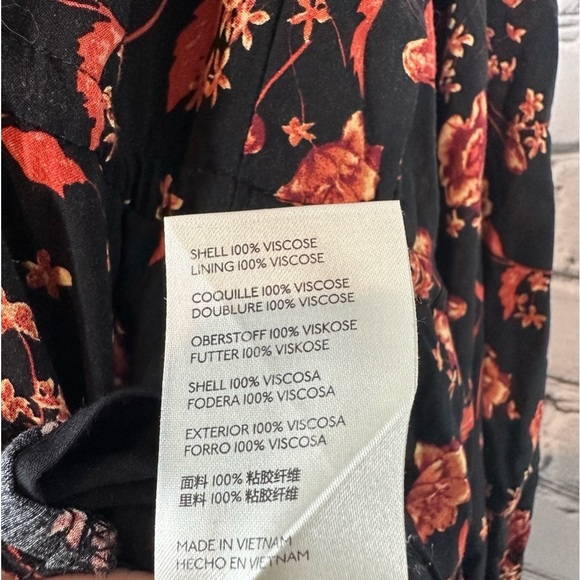 SHELL 100% VISCOSE
LINING 100% VISCOSE
COQUILLE 100% VISCOSE
DOUBLURE 100% VISCOSE
OBERSTOFF 100% VISKOSE
FUTTER 100% VISKOSE
SHELL 100% VISCOSA
FODERA 100% VISCOSA
EXTERIOR 100% VISCOSA
FORRO 100% VISCOSA
面料 100% 粘胶纤维
里料 100% 粘胶纤维
MADE IN VIETNAM
HECHO EN VIETNAM